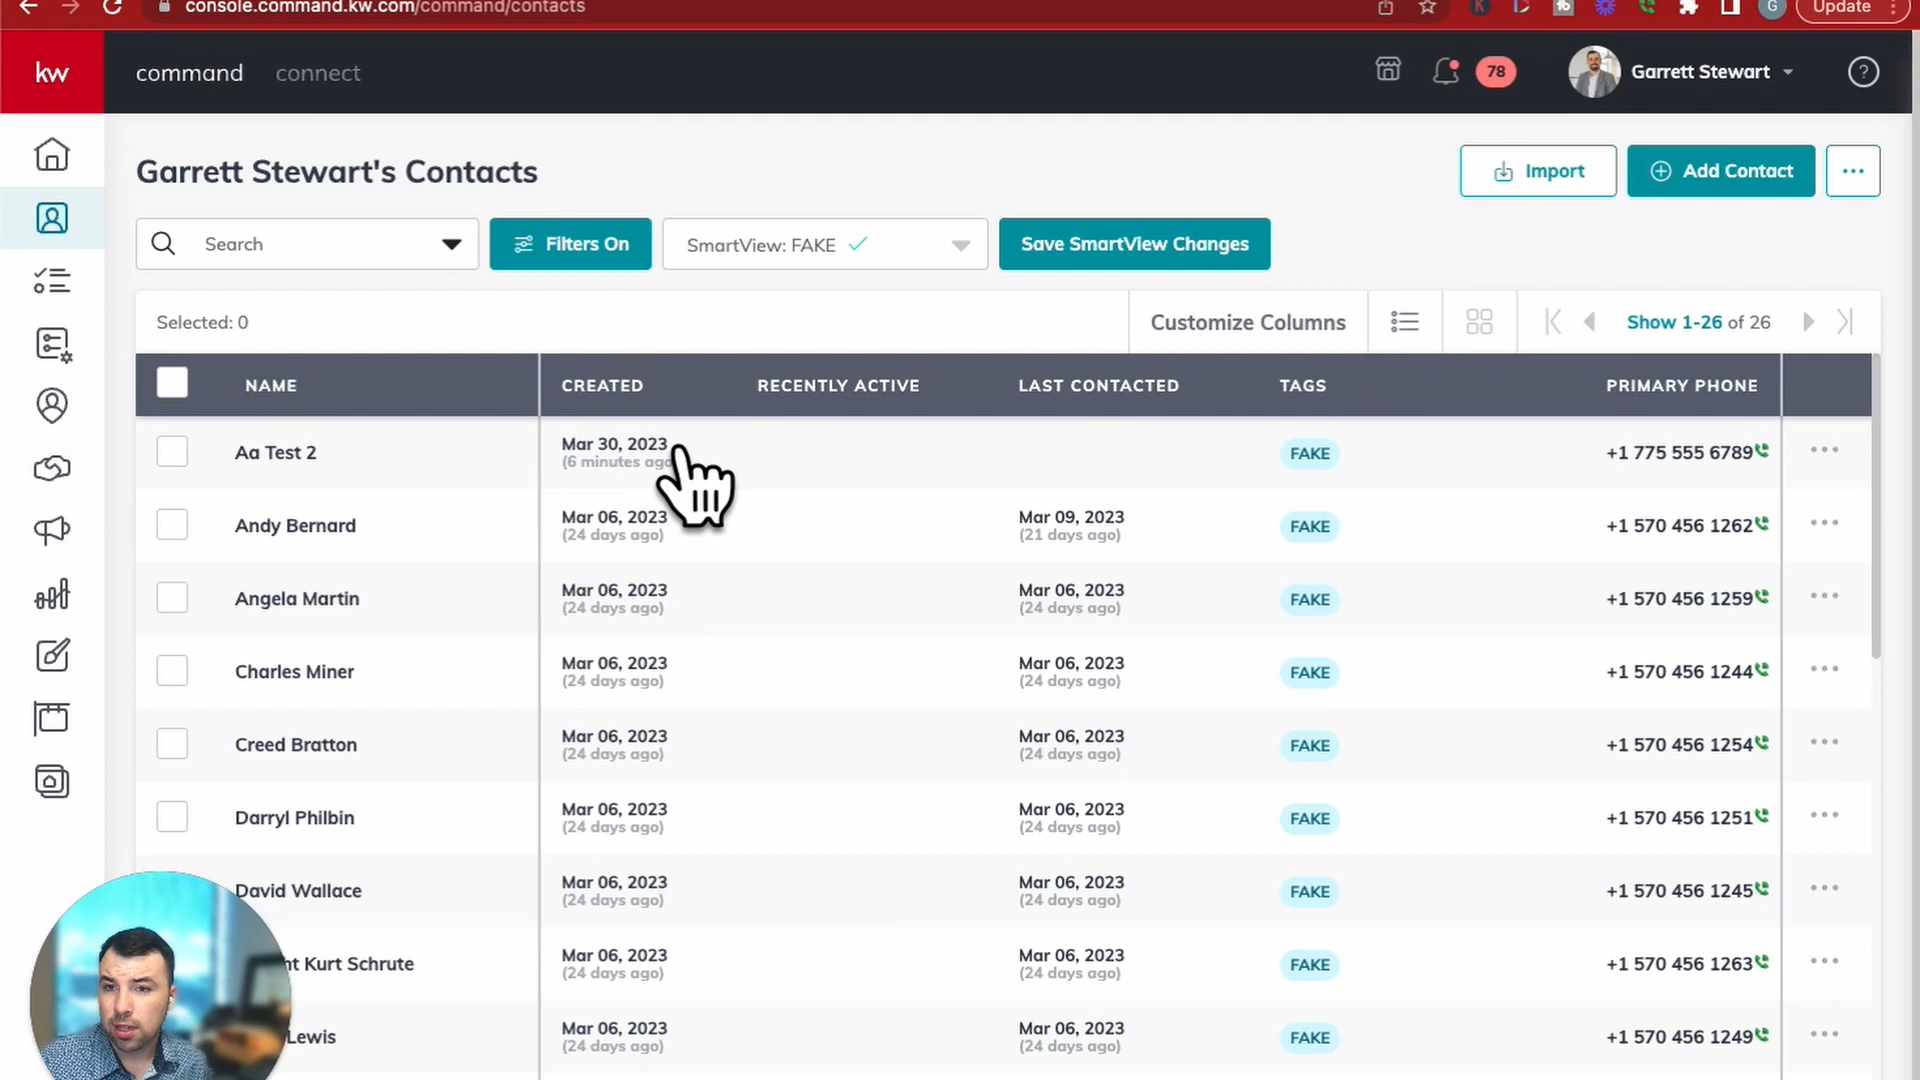 console.command.kw.com/command/contacts
Update
kw
command
connect
78
Garrett Stewart
Garrett Stewart's Contacts
Import
Add Contact
Search
Filters On
SmartView: FAKE
Save SmartView Changes
Selected: 0
Customize Columns
Show 1-26 of 26
NAME CREATED RECENTLY ACTIVE LAST CONTACTED TAGS PRIMARY PHONE
Aa Test 2 Mar 30, 2023 FAKE +1 775 555 6789
(6 minutes ago
Andy Bernard Mar 06, 2023 Mar 09, 2023 FAKE +1 570 456 1262
(24 days ago) (21 days ago)
Angela Martin Mar 06, 2023 Mar 06, 2023 FAKE +1 570 456 1259
(24 days ago) (24 days ago)
Charles Miner Mar 06, 2023 Mar 06, 2023 FAKE +1 570 456 1244
(24 days ago) (24 days ago)
Creed Bratton Mar 06, 2023 Mar 06, 2023 FAKE +1 570 456 1254
(24 days ago) (24 days ago)
Darryl Philbin Mar 06, 2023 Mar 06, 2023 FAKE +1 570 456 1251
(24 days ago) (24 days ago)
David Wallace Mar 06, 2023 Mar 06, 2023 FAKE +1 570 456 1245
(24 days ago) (24 days ago)
nt Kurt Schrute Mar 06, 2023 Mar 06, 2023 FAKE +1 570 456 1263
(24 days ago) (24 days ago)
Lewis Mar 06, 2023 Mar 06, 2023 FAKE +1 570 456 1249
(24 days ago) (24 days ago)